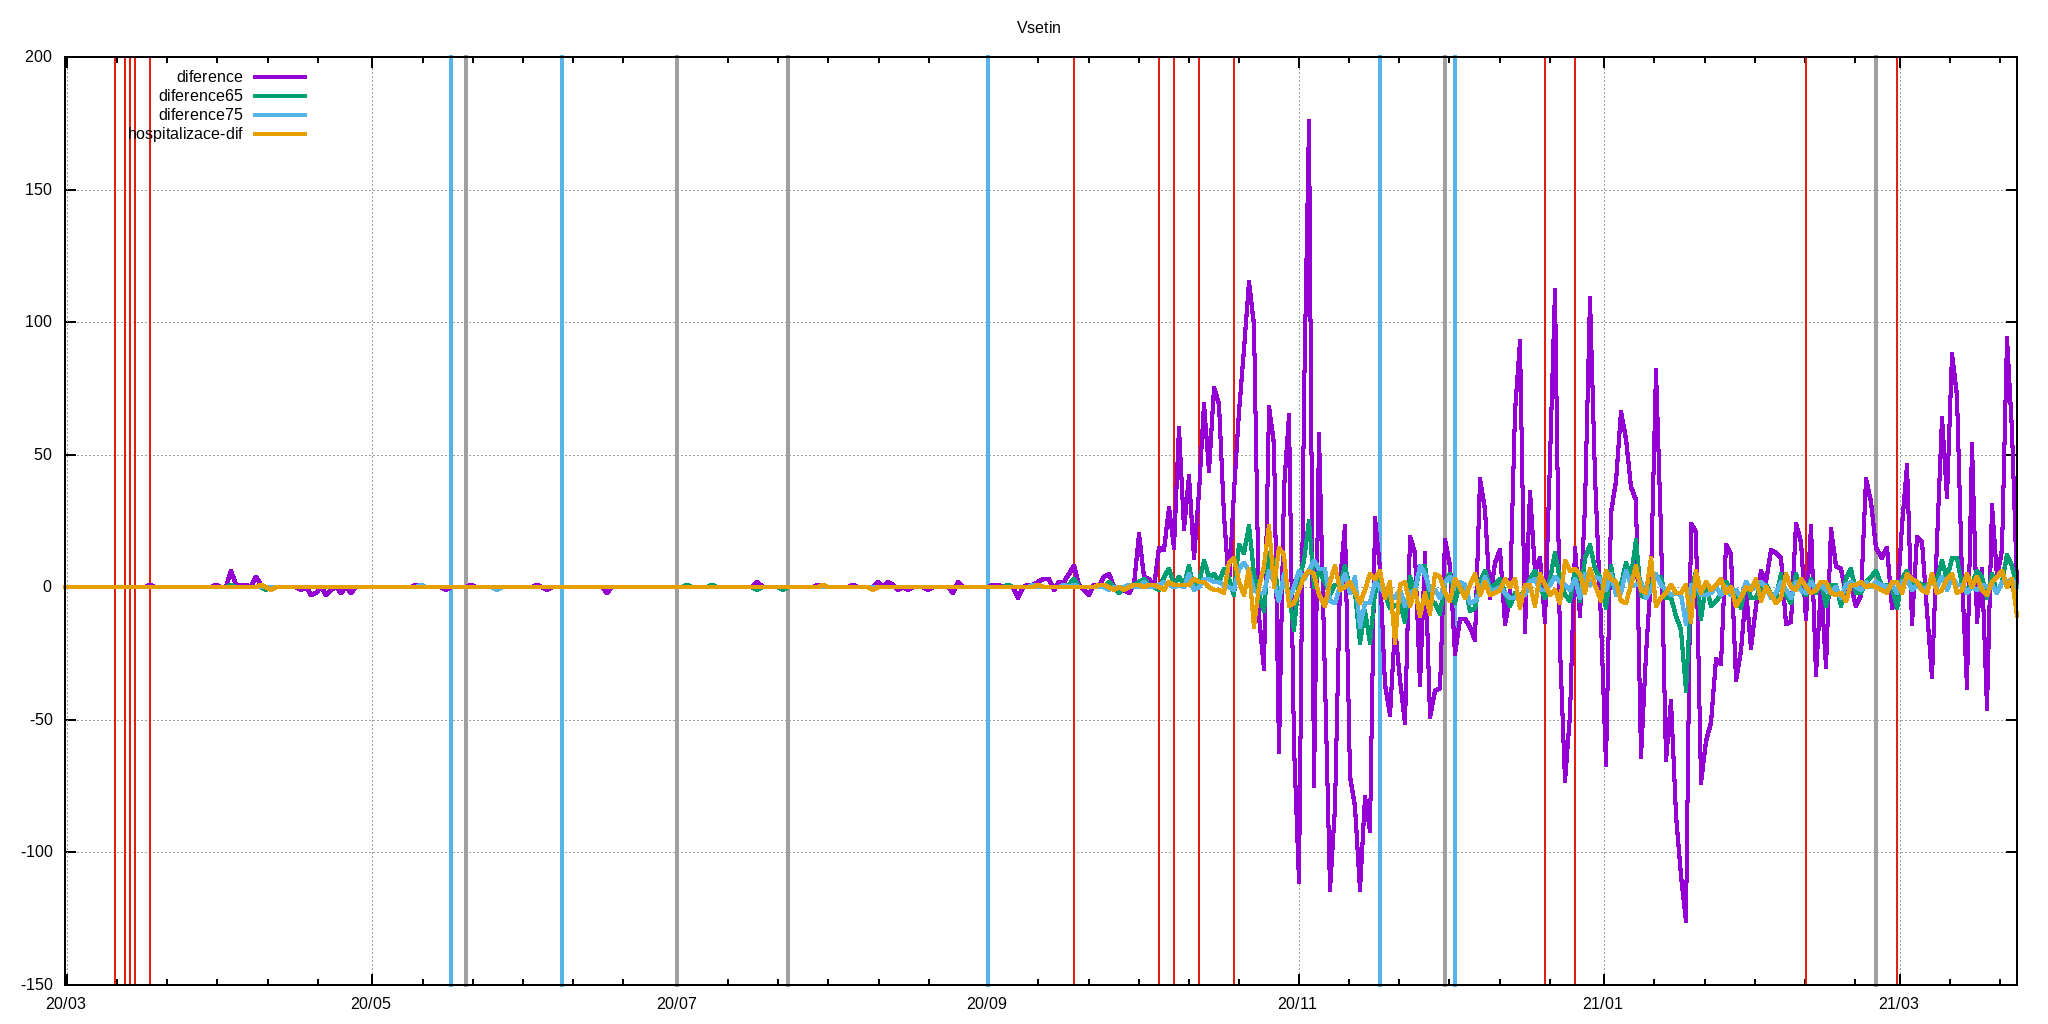 Vsetin
200
150
100
50
0
-50
-100
-150
diference
diference65
diference75
hospitalizace-dif
20/03 20/05 20/07 20/09 20/11 21/01 21/03